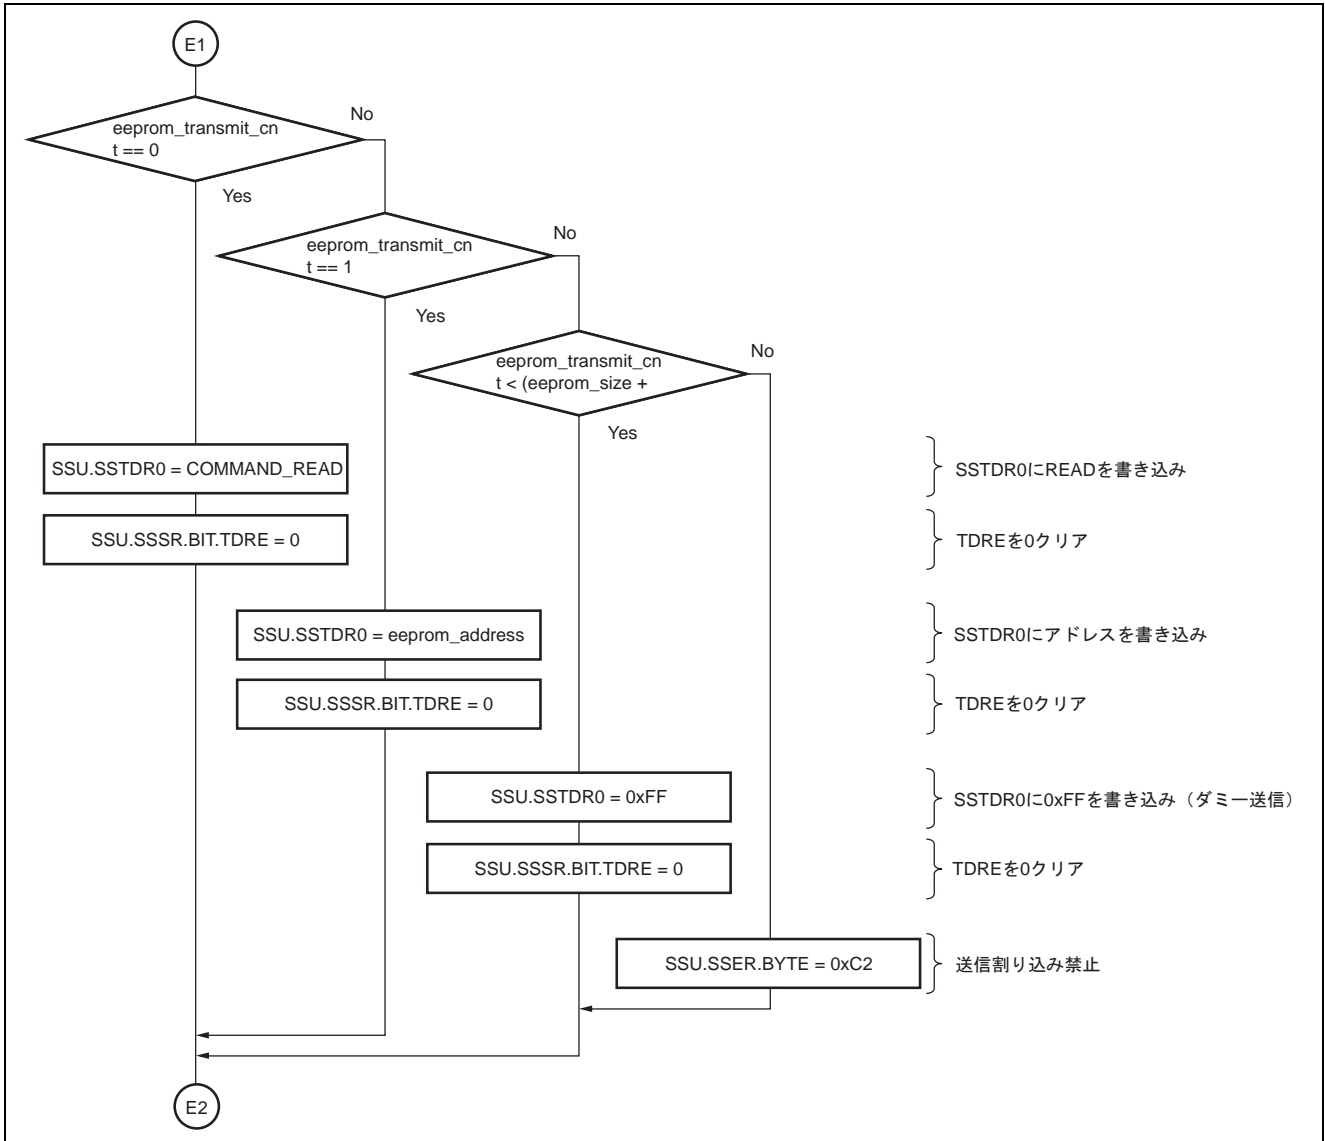 E1
eeprom_transmit_cn
t == 0
No
Yes
eeprom_transmit_cn
t == 1
No
Yes
eeprom_transmit_cn
t < (eeprom_size +
No
Yes
SSU.SSTDR0 = COMMAND_READ
SSTDR0にREADを書き込み
SSU.SSSR.BIT.TDRE = 0
TDREを0クリア
SSU.SSTDR0 = eeprom_address
SSTDR0にアドレスを書き込み
SSU.SSSR.BIT.TDRE = 0
TDREを0クリア
SSU.SSTDR0 = 0xFF
SSTDR0に0xFFを書き込み（ダミー送信）
SSU.SSSR.BIT.TDRE = 0
TDREを0クリア
SSU.SSER.BYTE = 0xC2
送信割り込み禁止
E2